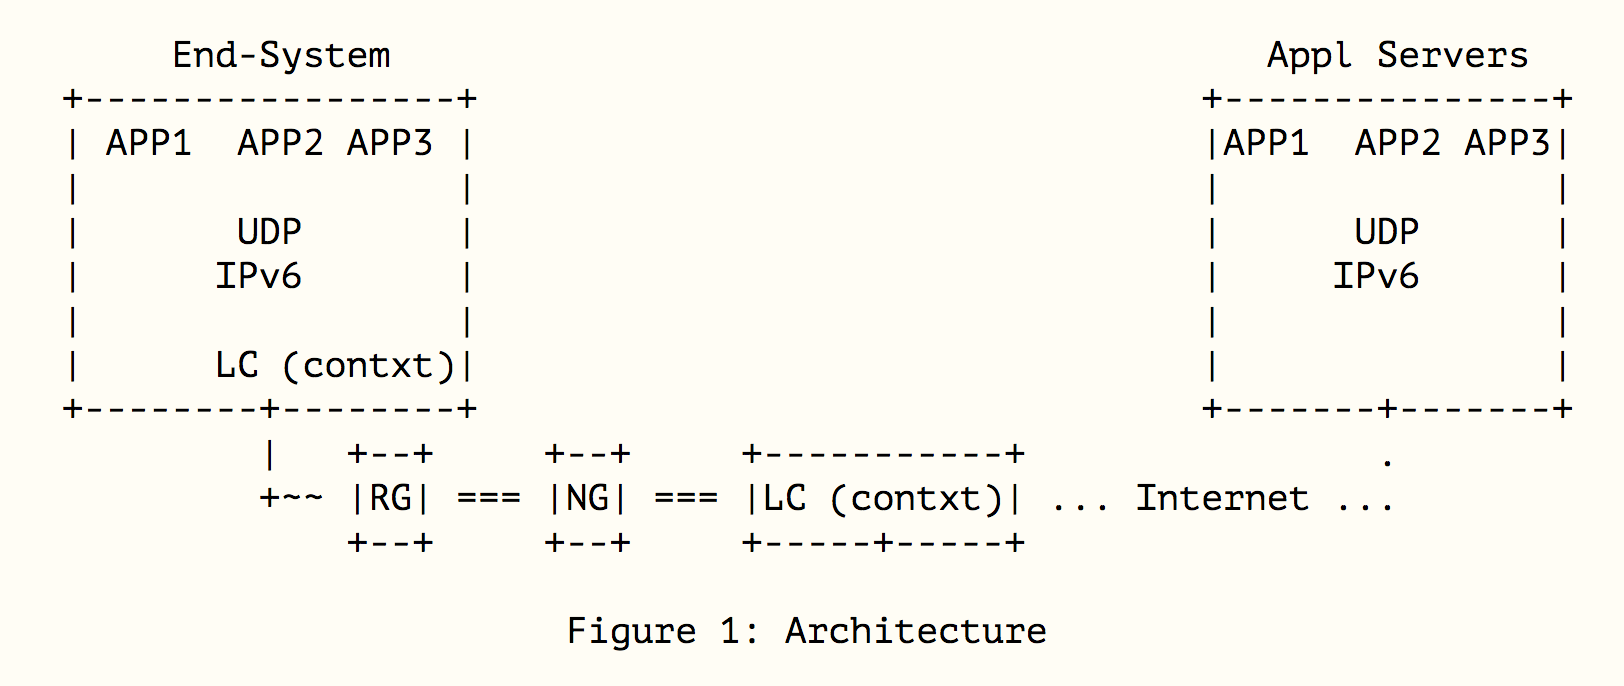 End-System                                        Appl Servers
   +-----------------+                                 +---------------+
   | APP1  APP2 APP3 |                                 |APP1  APP2 APP3|
   |                 |                                 |               |
   |       UDP       |                                 |      UDP      |
   |      IPv6       |                                 |     IPv6      |
   |                 |                                 |               |
   |      LC (contxt)|                                 |               |
   +--------+--------+                                 +-------+-------+
            |   +--+     +--+     +-----------+                .
            +~~ |RG| === |NG| === |LC (contxt)| ... Internet ...
                +--+     +--+     +-----+-----+

                          Figure 1: Architecture